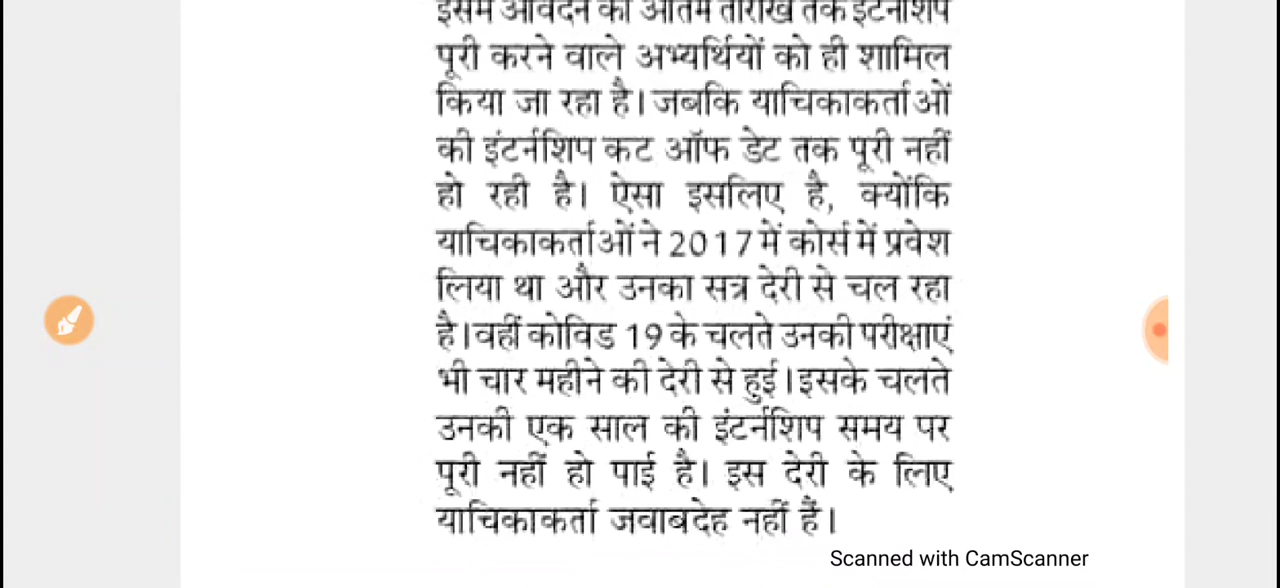 इसमें आवेदन की अंतिम तारीख तक इंटर्नशिप
पूरी करने वाले अभ्यर्थियों को ही शामिल
किया जा रहा है। जबकि याचिकाकर्ताओं
की इंटर्नशिप कट ऑफ डेट तक पूरी नहीं
हो रही है। ऐसा इसलिए है, क्योंकि
याचिकाकर्ताओं ने 2017 में कोर्स में प्रवेश
लिया था और उनका सत्र देरी से चल रहा
है। वहीं कोविड 19 के चलते उनकी परीक्षाएं
भी चार महीने की देरी से हुई। इसके चलते
उनकी एक साल की इंटर्नशिप समय पर
पूरी नहीं हो पाई है। इस देरी के लिए
याचिकाकर्ता जवाबदेह नहीं हैं।
Scanned with CamScanner